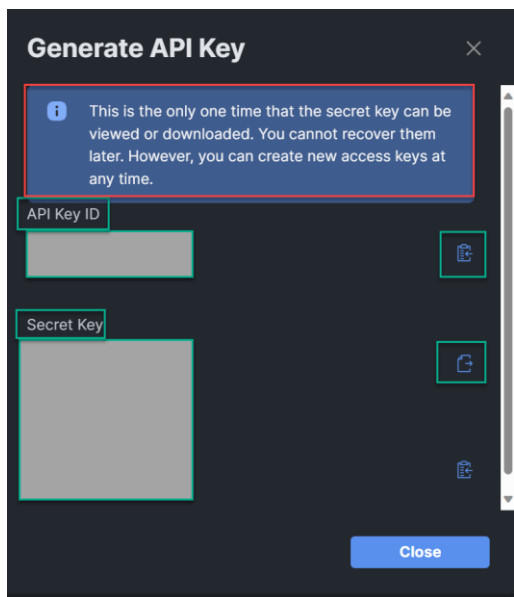 Generate API Key
This is the only one time that the secret key can be
viewed or downloaded. You cannot recover them
later. However, you can create new access keys at
any time.
API Key ID
Secret Key
Close